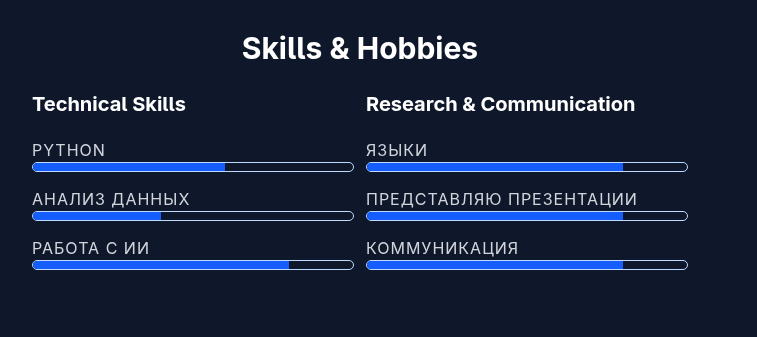 Skills & Hobbies
Technical Skills
PYTHON
АНАЛИЗ ДАННЫХ
РАБОТА С ИИ
Research & Communication
ЯЗЫКИ
ПРЕДСТАВЛЯЮ ПРЕЗЕНТАЦИИ
КОММУНИКАЦИЯ